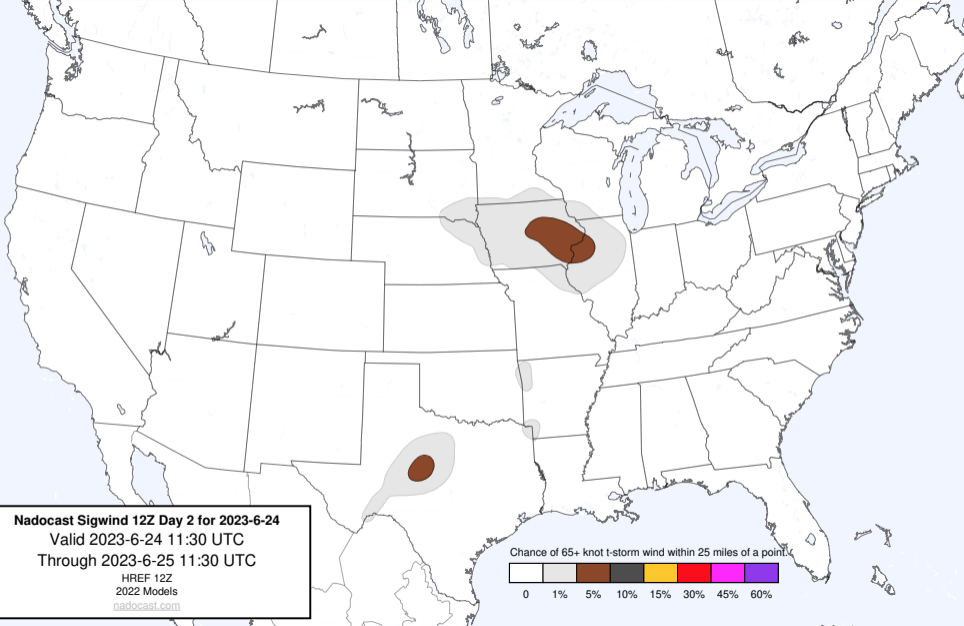 Nadocast Sigwind 12Z Day 2 for 2023-6-24
Valid 2023-6-24 11:30 UTC
Through 2023-6-25 11:30 UTC
HREF 12Z
2022 Models
nadocast.com
Chance of 65+ knot t-storm wind within 25 miles of a point.
0 1% 5% 10% 15% 30% 45% 60%